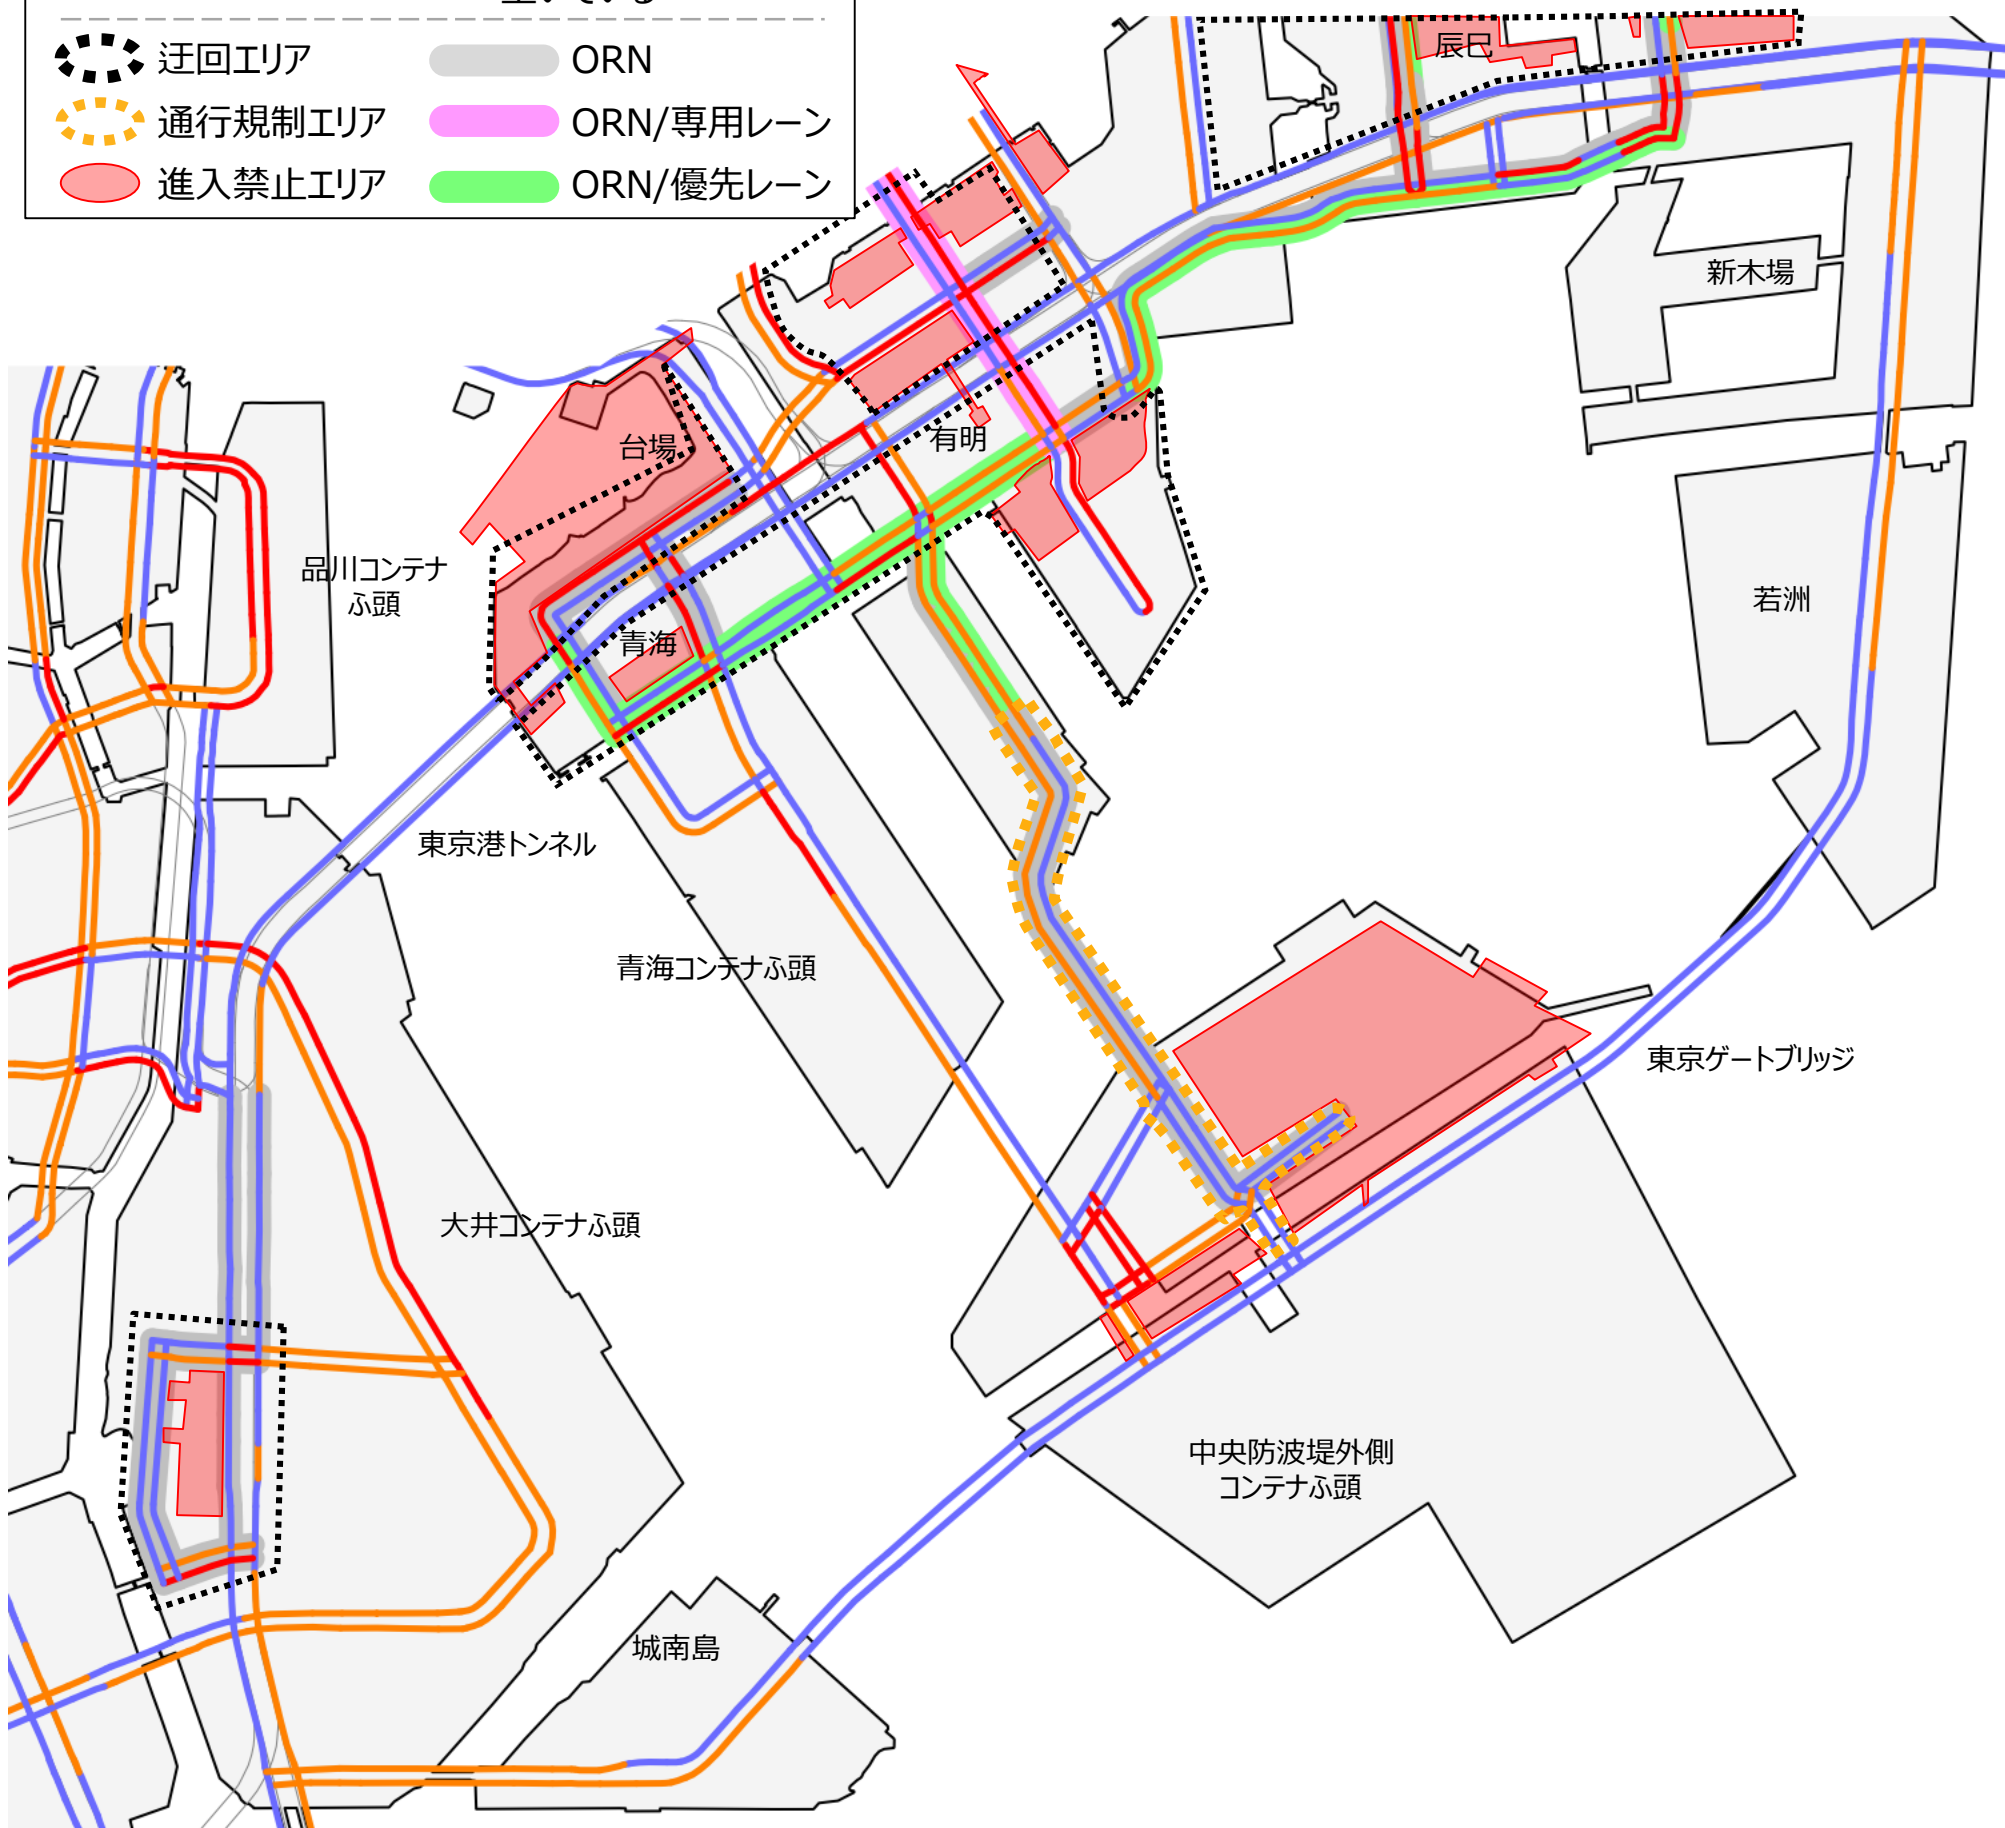 空いている
迂回エリア
ORN
通行規制エリア
ORN/専用レーン
進入禁止エリア
ORN/優先レーン
辰巳
新木場
台場
有明
品川コンテナ
ふ頭
青海
若洲
東京港トンネル
青海コンテナふ頭
東京ゲートブリッジ
大井コンテナふ頭
中央防波堤外側
コンテナふ頭
城南島